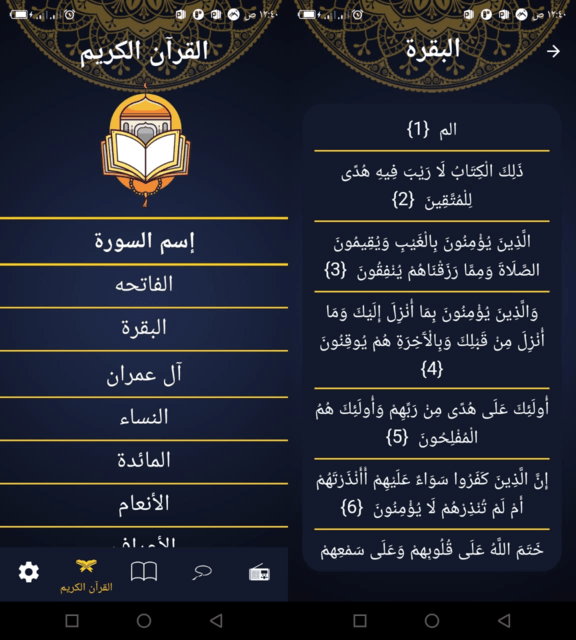 ١٢:٤٠ ص
القرآن الكريم
إسم السورة
الفاتحه
البقرة
آل عمران
النساء
المائدة
الأنعام
الأعراف
القرآن الكريم
١٢:٤٠ ص
البقرة
الم {1}
ذَلِكَ الْكِتَابُ لَا رَيْبَ فِيهِ هُدًى
لِلْمُتَّقِينَ {2}
الَّذِينَ يُؤْمِنُونَ بِالْغَيْبِ وَيُقِيمُونَ
الصَّلَاةَ وَمِمَّا رَزَقْنَاهُمْ يُنْفِقُونَ {3}
وَالَّذِينَ يُؤْمِنُونَ بِمَا أُنْزِلَ إِلَيْكَ وَمَا
أُنْزِلَ مِنْ قَبْلِكَ وَبِالْآَخِرَةِ هُمْ يُوقِنُونَ
{4}
أُولَئِكَ عَلَى هُدًى مِنْ رَبِّهِمْ وَأُولَئِكَ هُمُ
الْمُفْلِحُونَ {5}
إِنَّ الَّذِينَ كَفَرُوا سَوَاءٌ عَلَيْهِمْ أَأَنْذَرْتَهُمْ
أَمْ لَمْ تُنْذِرْهُمْ لَا يُؤْمِنُونَ {6}
خَتَمَ اللَّهُ عَلَى قُلُوبِهِمْ وَعَلَى سَمْعِهِمْ